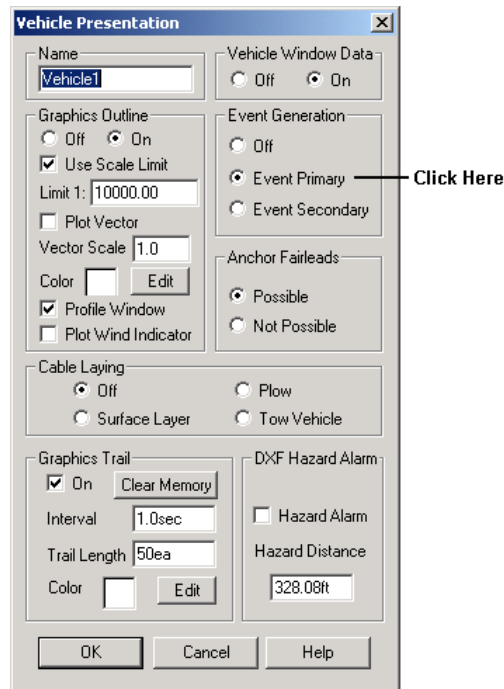 Vehicle Presentation
Name
Vehicle1
Vehicle Window Data
Off On
Graphics Outline
Off On
Use Scale Limit
Limit 1: 10000.00
Plot Vector
Vector Scale 1.0
Color Edit
Profile Window
Plot Wind Indicator
Event Generation
Off
Event Primary
Click Here
Event Secondary
Anchor Fairleads
Possible
Not Possible
Cable Laying
Off Plow
Surface Layer Tow Vehicle
Graphics Trail
On Clear Memory
Interval 1.0sec
Trail Length 50ea
Color Edit
DXF Hazard Alarm
Hazard Alarm
Hazard Distance
328.08ft
OK Cancel Help